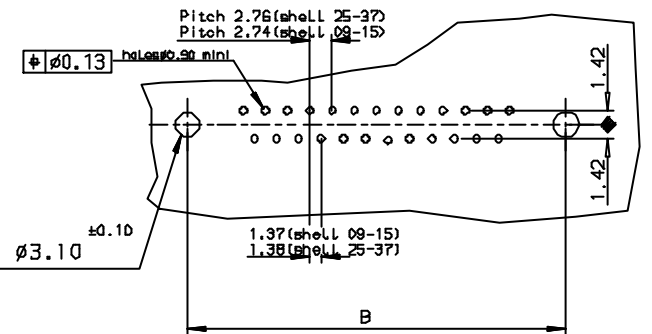 Pitch 2.76(shell 25-37)
Pitch 2.74(shell 09-15)
⌖ ø0.13
holesø0.90 mini
1.42
1.42
±0.10
ø3.10
1.37(shell 09-15)
1.38(shell 25-37)
B